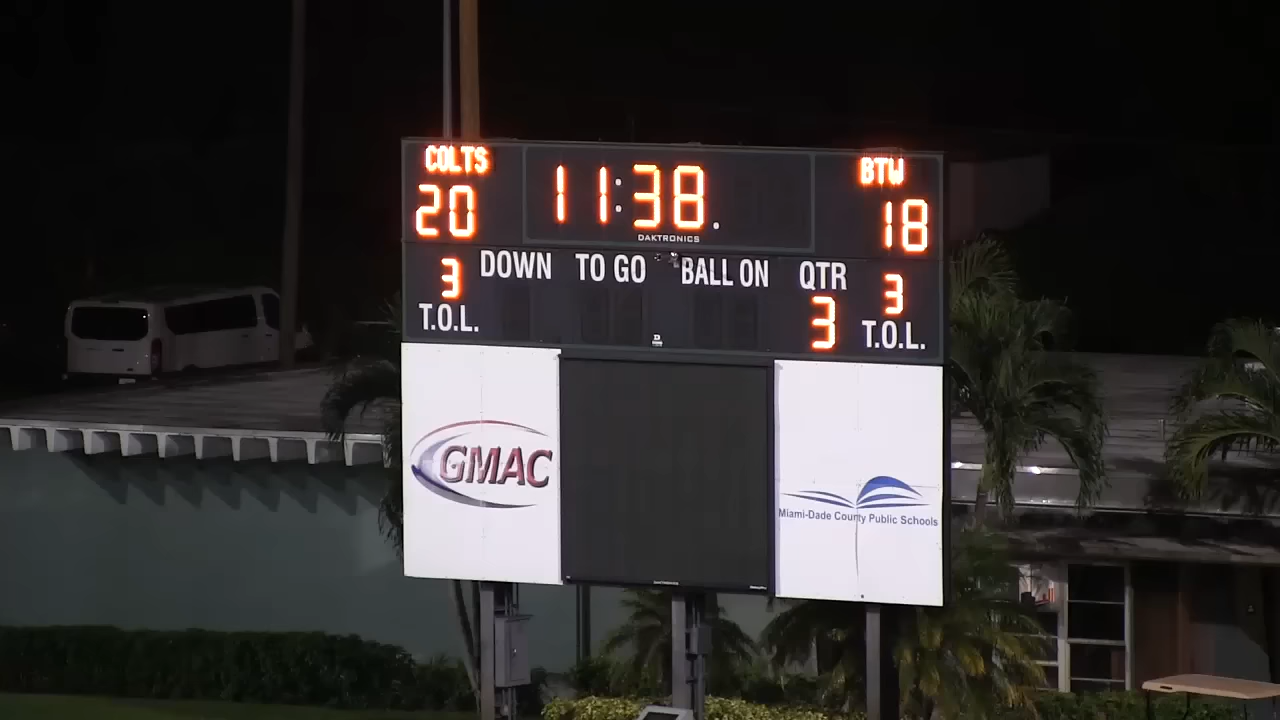 COLTS 11:38 BTW
20 18
DAKTRONICS
3 DOWN TO GO BALL ON QTR 3
T.O.L. 3 T.O.L.
GMAC
Miami-Dade County Public Schools